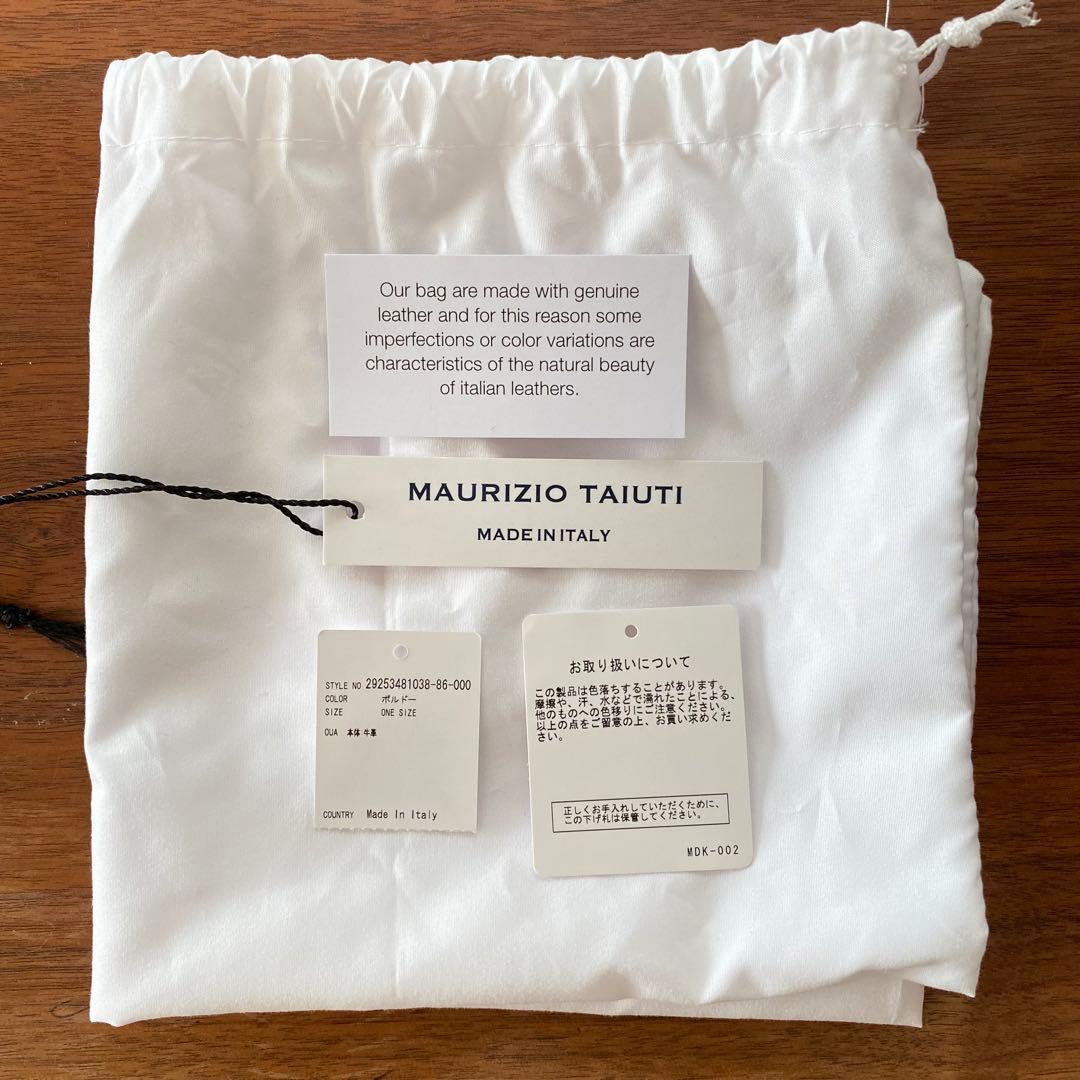 Our bag are made with genuine
leather and for this reason some
imperfections or color variations are
characteristics of the natural beauty
of italian leathers.
MAURIZIO TAIUTI
MADE IN ITALY
STYLE NO 29253481038-86-000
COLOR ボルドー
SIZE ONE SIZE
OUA 本体:牛革
COUNTRY Made In Italy
お取り扱いについて
この製品は色落ちすることがあります。
摩擦や、汗、水などで濡れたことによる、
他のものへの色移りにご注意ください。
以上の点をご留意の上、お買い求めくだ
さい。
正しくお手入れしていただくために、
この下げ札は保管してください。
MDK-002